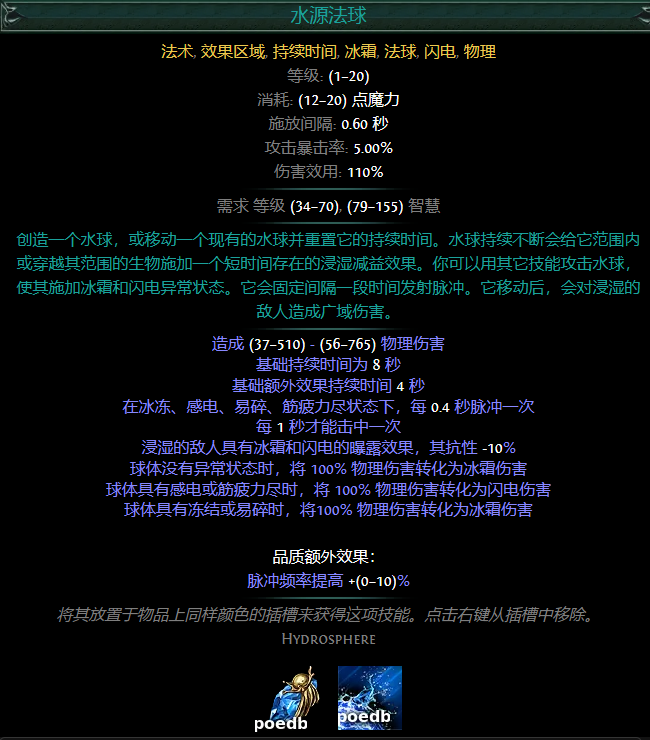 水源法球
法术, 效果区域, 持续时间, 冰霜, 法球, 闪电, 物理
等级: (1–20)
消耗: (12–20) 点魔力
施放间隔: 0.60 秒
攻击暴击率: 5.00%
伤害效用: 110%
需求 等级 (34–70), (79–155) 智慧
创造一个水球，或移动一个现有的水球并重置它的持续时间。水球持续不断会给它范围内
或穿越其范围的生物施加一个短时间存在的浸湿减益效果。你可以用其它技能攻击水球，
使其施加冰霜和闪电异常状态。它会固定间隔一段时间发射脉冲。它移动后，会对浸湿的
敌人造成广域伤害。
造成 (37–510) - (56–765) 物理伤害
基础持续时间为 8 秒
基础额外效果持续时间 4 秒
在冰冻、感电、易碎、筋疲力尽状态下，每 0.4 秒脉冲一次
每 1 秒才能击中一次
浸湿的敌人具有冰霜和闪电的曝露效果，其抗性 -10%
球体没有异常状态时，将 100% 物理伤害转化为冰霜伤害
球体具有感电或筋疲力尽时，将 100% 物理伤害转化为闪电伤害
球体具有冻结或易碎时，将100% 物理伤害转化为冰霜伤害
品质额外效果：
脉冲频率提高 +(0–10)%
将其放置于物品上同样颜色的插槽来获得这项技能。点击右键从插槽中移除。
Hydrosphere
poedb
poedb